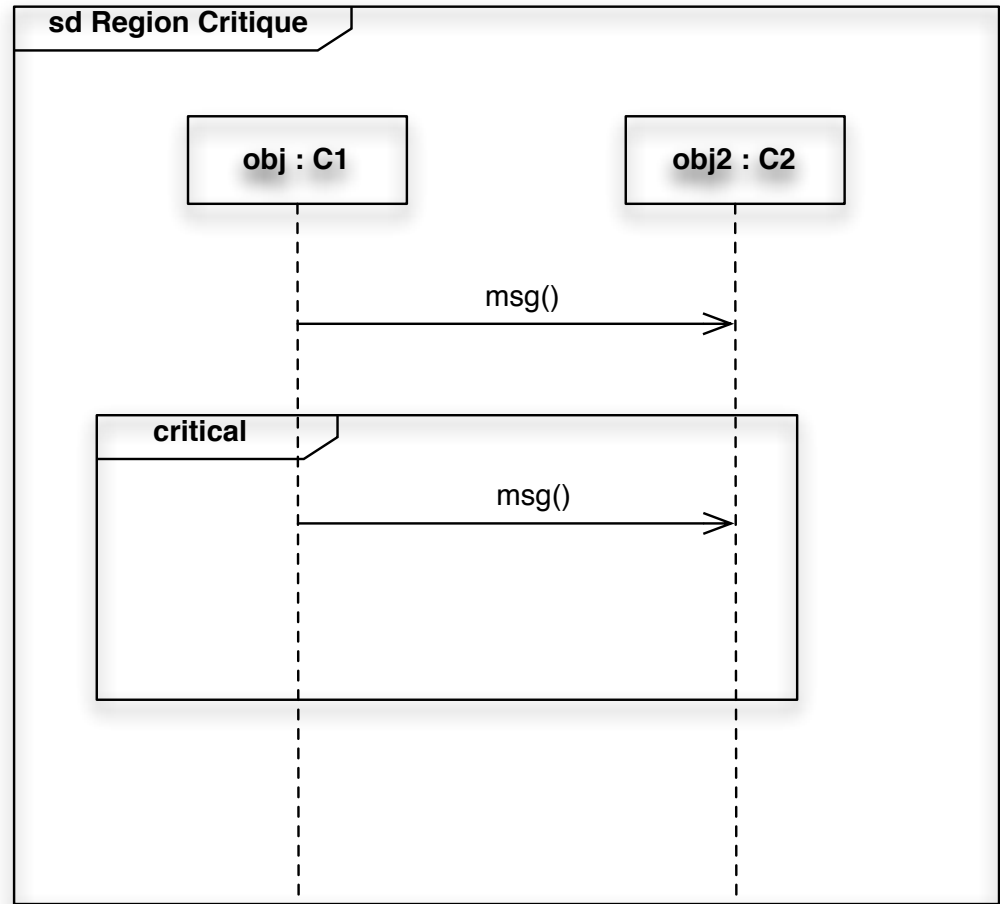 sd Region Critique
obj : C1
obj2 : C2
msg()
critical
msg()